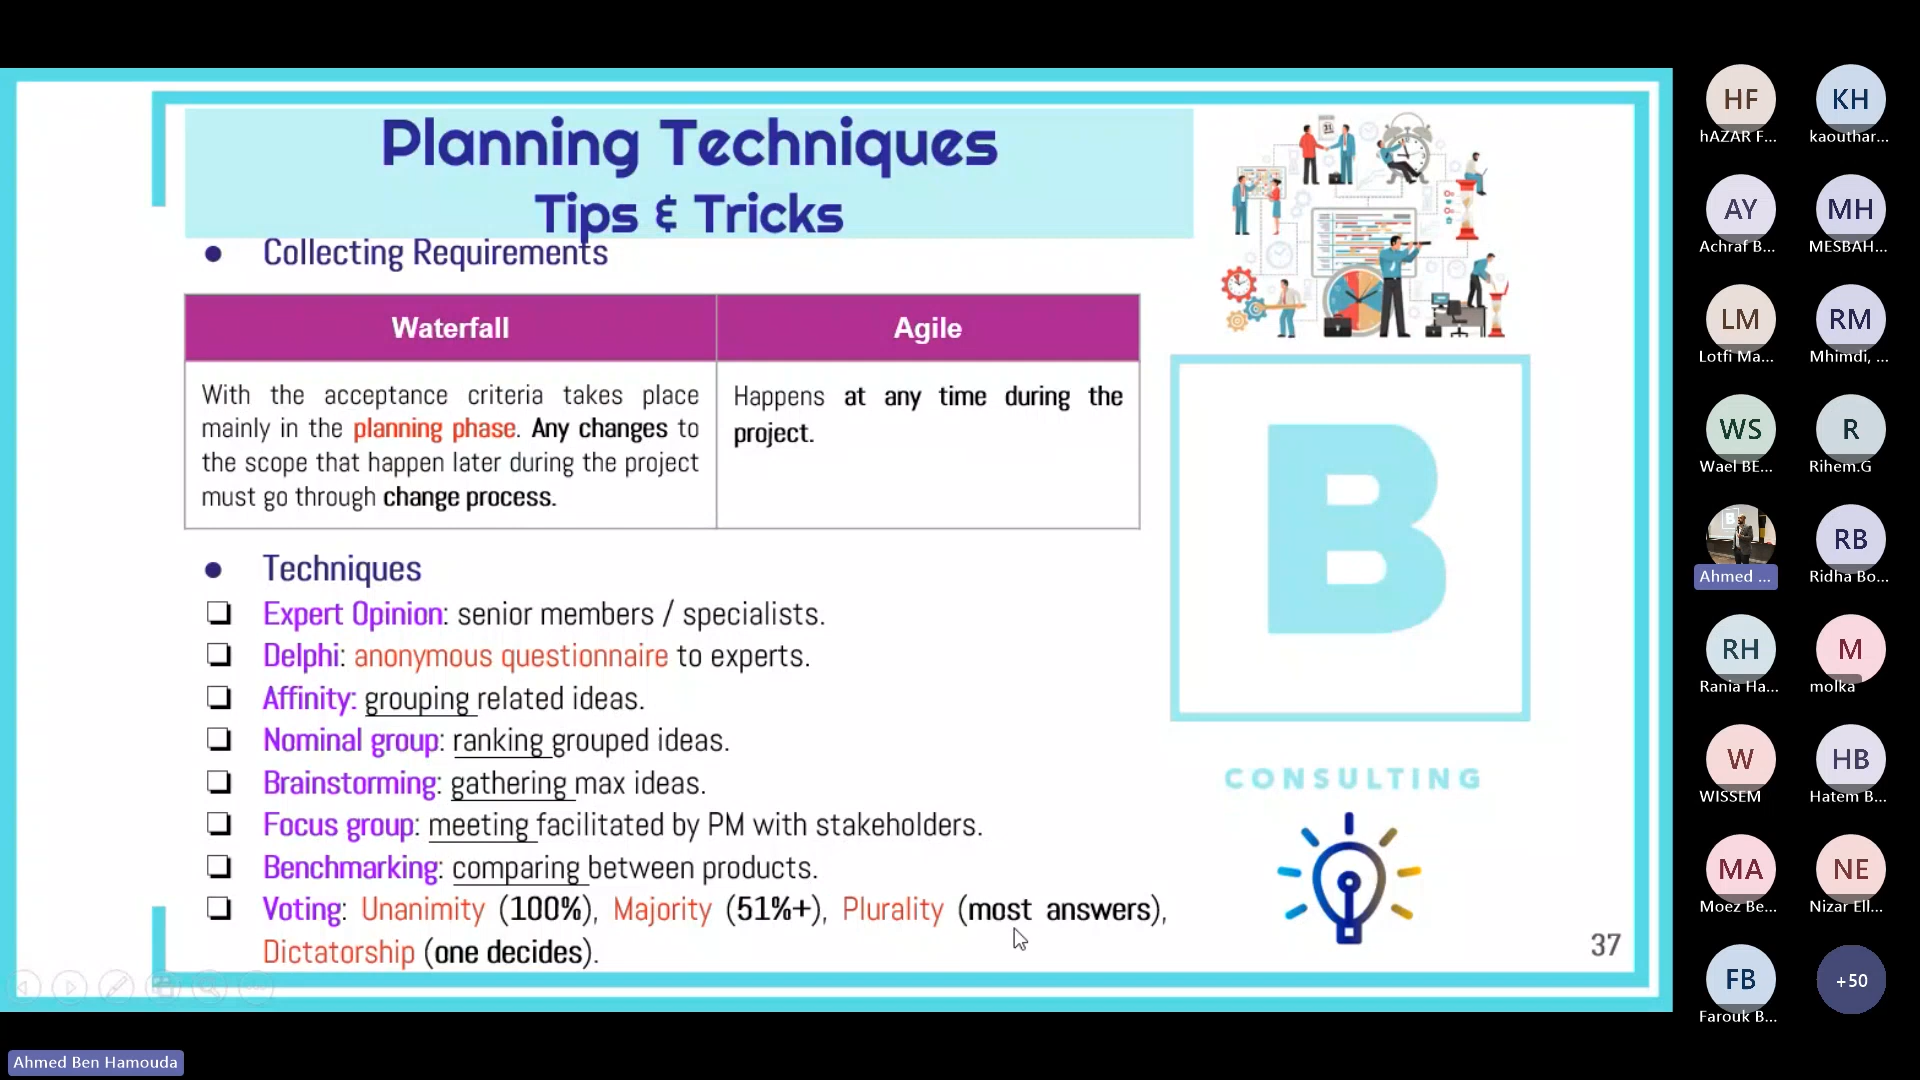 Planning Techniques
Tips & Tricks
● Collecting Requirements
Waterfall
Agile
With the acceptance criteria takes place
mainly in the planning phase. Any changes to
the scope that happen later during the project
must go through change process.
Happens at any time during the
project.
● Techniques
❏ Expert Opinion: senior members / specialists.
❏ Delphi: anonymous questionnaire to experts.
❏ Affinity: grouping related ideas.
❏ Nominal group: ranking grouped ideas.
❏ Brainstorming: gathering max ideas.
❏ Focus group: meeting facilitated by PM with stakeholders.
❏ Benchmarking: comparing between products.
❏ Voting: Unanimity (100%), Majority (51%+), Plurality (most answers),
Dictatorship (one decides).
31
B
CONSULTING
37
HF
hAZAR F...
KH
kaouthar...
AY
Achraf B...
MH
MESBAH...
LM
Lotfi Ma...
RM
Mhimdi, ...
WS
Wael BE...
R
Rihem.G
B
Ahmed ...
RB
Ridha Bo...
RH
Rania Ha...
M
molka
W
WISSEM
HB
Hatem B...
MA
Moez Be...
NE
Nizar Ell...
FB
Farouk B...
+50
Ahmed Ben Hamouda